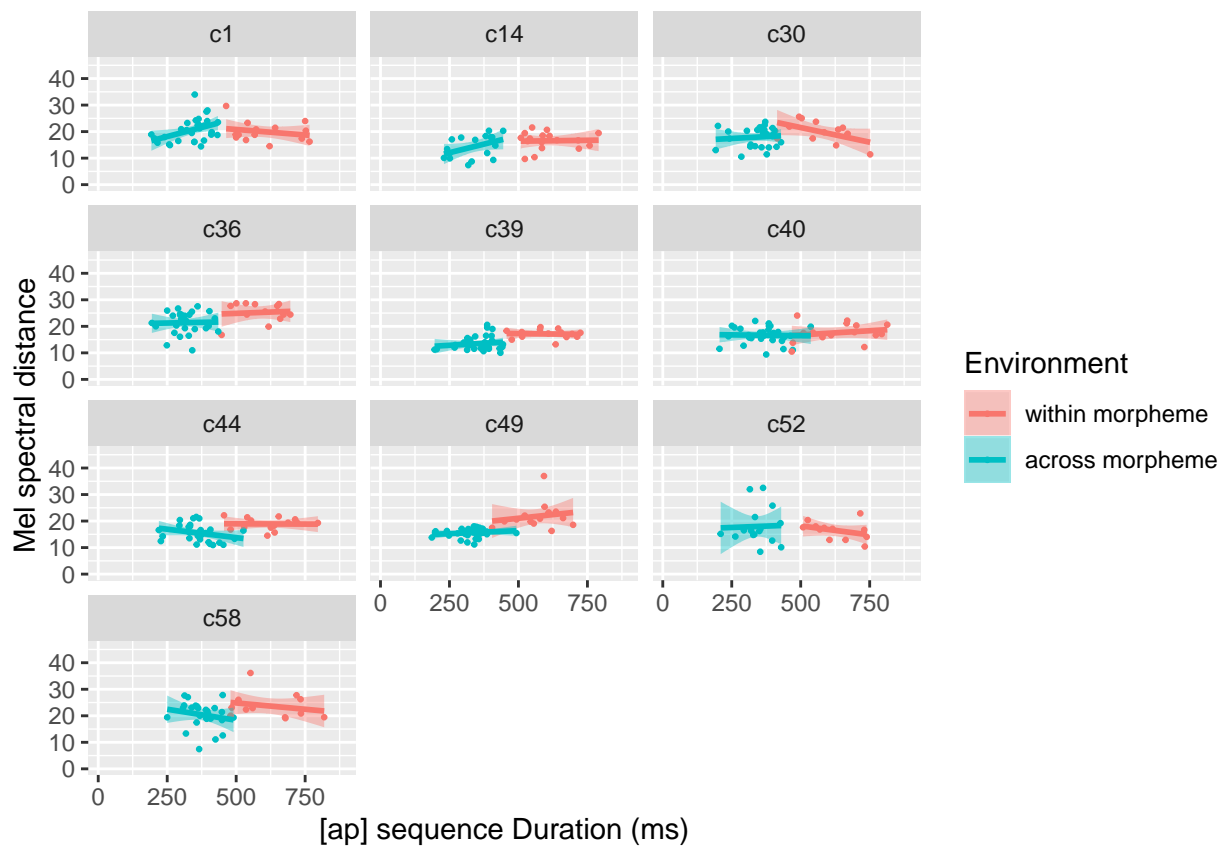 c1 c14 c30
40
30
20
10
0
c36 c39 c40
40
30
20
10
0
c44 c49 c52
40
30
20
10
0
0 250 500 750 0 250 500 750
c58
40
30
20
10
0
0 250 500 750
[ap] sequence Duration (ms)
Mel spectral distance
Environment
within morpheme
across morpheme